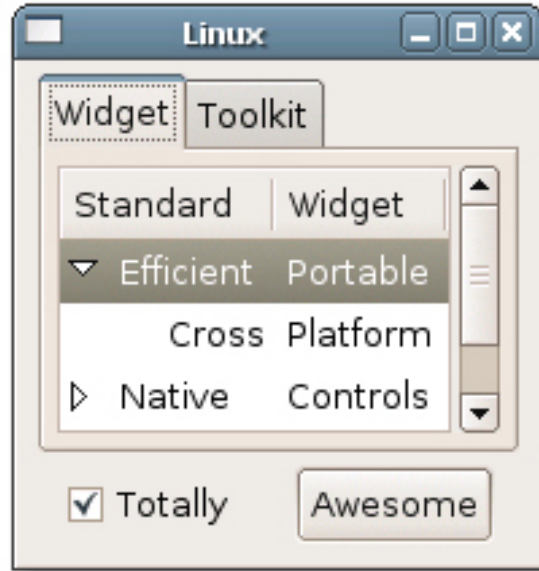 Linux
Widget Toolkit
Standard Widget
Efficient Portable
Cross Platform
Native Controls
Totally Awesome